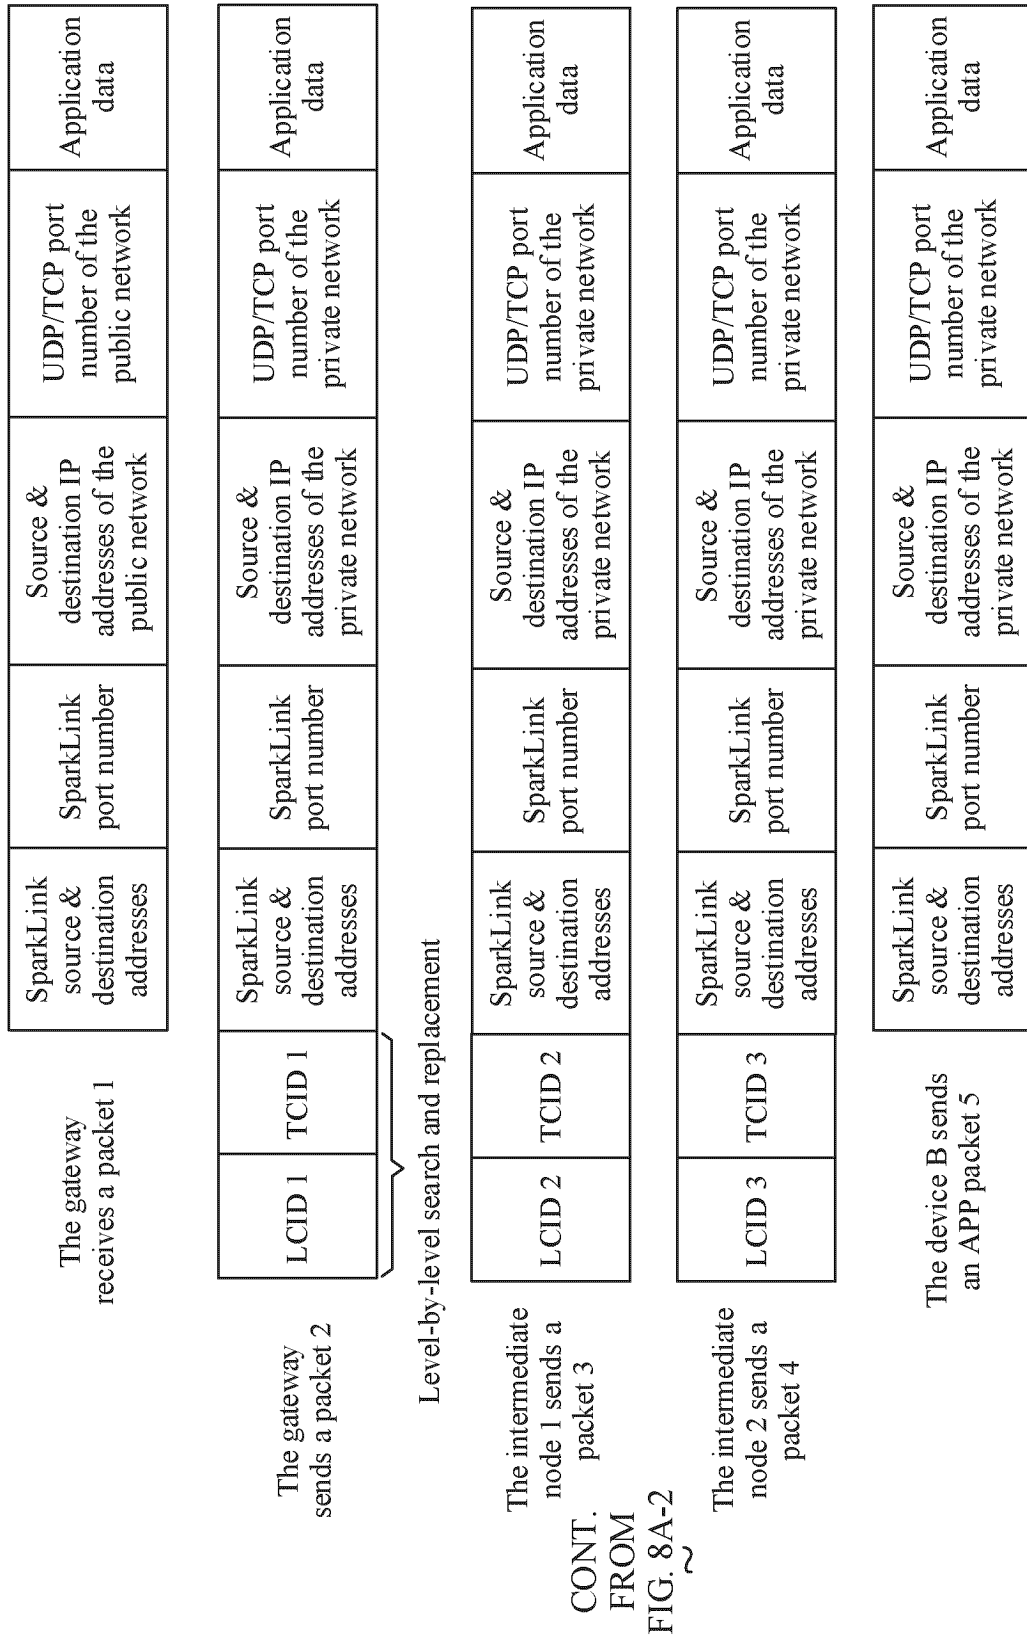 The gateway
receives a packet 1
SparkLink
source &
destination
addresses
SparkLink
port number
Source &
destination IP
addresses of the
public network
UDP/TCP port
number of the
public network
Application
data
The gateway
sends a packet 2
LCID 1
TCID 1
SparkLink
source &
destination
addresses
SparkLink
port number
Source &
destination IP
addresses of the
private network
UDP/TCP port
number of the
private network
Application
data
Level-by-level search and replacement
The intermediate
node 1 sends a
packet 3
LCID 2
TCID 2
SparkLink
source &
destination
addresses
SparkLink
port number
Source &
destination IP
addresses of the
private network
UDP/TCP port
number of the
private network
Application
data
CONT.
FROM
FIG. 8A-2
~
The intermediate
node 2 sends a
packet 4
LCID 3
TCID 3
SparkLink
source &
destination
addresses
SparkLink
port number
Source &
destination IP
addresses of the
private network
UDP/TCP port
number of the
private network
Application
data
The device B sends
an APP packet 5
SparkLink
source &
destination
addresses
SparkLink
port number
Source &
destination IP
addresses of the
private network
UDP/TCP port
number of the
private network
Application
data